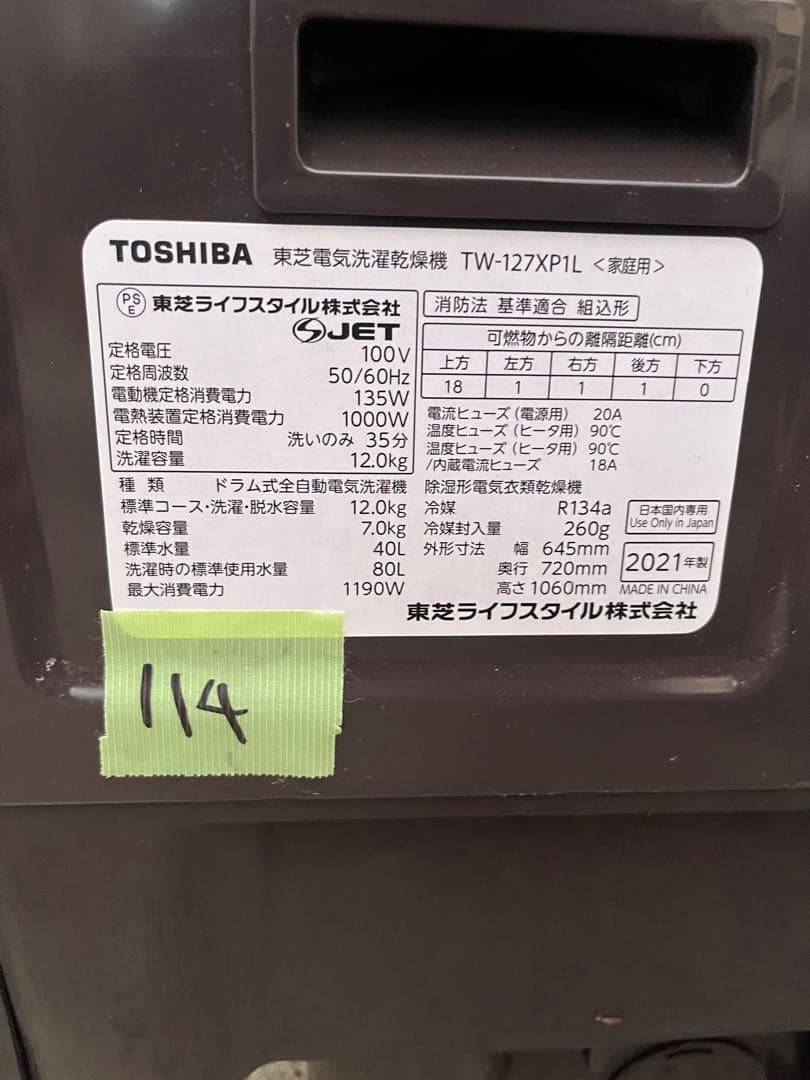 TOSHIBA 東芝電気洗濯乾燥機 TW-127XP1L <家庭用>
PS E 東芝ライフスタイル株式会社
JET
定格電圧 100V
定格周波数 50/60Hz
電動機定格消費電力 135W
電熱装置定格消費電力 1000W
定格時間 洗いのみ 35分
洗濯容量 12.0kg
消防法 基準適合 組込形
可燃物からの離隔距離(cm)
上方 左方 右方 後方 下方
18 1 1 1 0
電流ヒューズ(電源用) 20A
温度ヒューズ(ヒータ用) 90℃
温度ヒューズ(ヒータ用) 90℃
/内蔵電流ヒューズ 18A
種類 ドラム式全自動電気洗濯機
標準コース・洗濯・脱水容量 12.0kg
乾燥容量 7.0kg
標準水量 40L
洗濯時の標準使用水量 80L
最大消費電力 1190W
除湿形電気衣類乾燥機
冷媒 R134a
冷媒封入量 260g
外形寸法 幅 645mm
奥行 720mm
高さ 1060mm
日本国内専用
Use Only in Japan
2021年製
MADE IN CHINA
東芝ライフスタイル株式会社
114